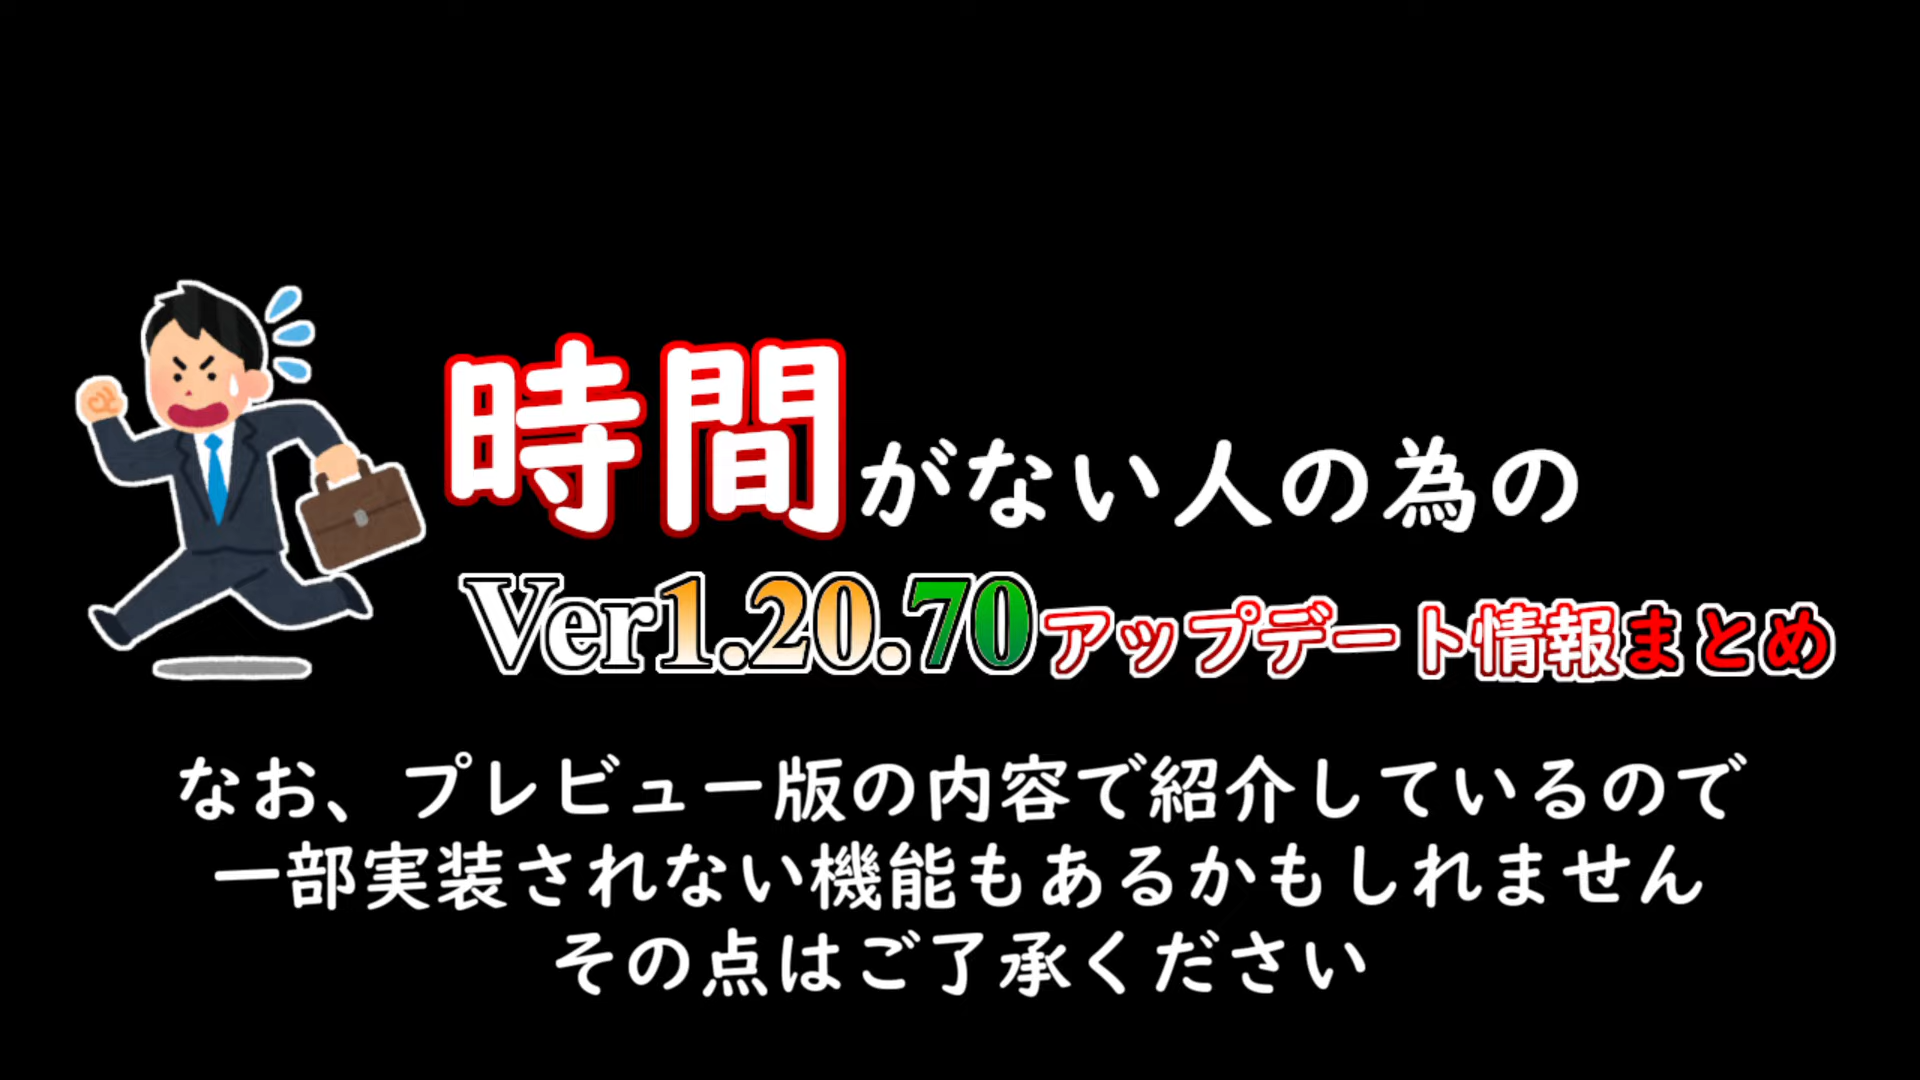 時間がない人の為の
Ver1.20.70アップデート情報まとめ
なお、プレビュー版の内容で紹介しているので
一部実装されない機能もあるかもしれません
その点はご了承ください